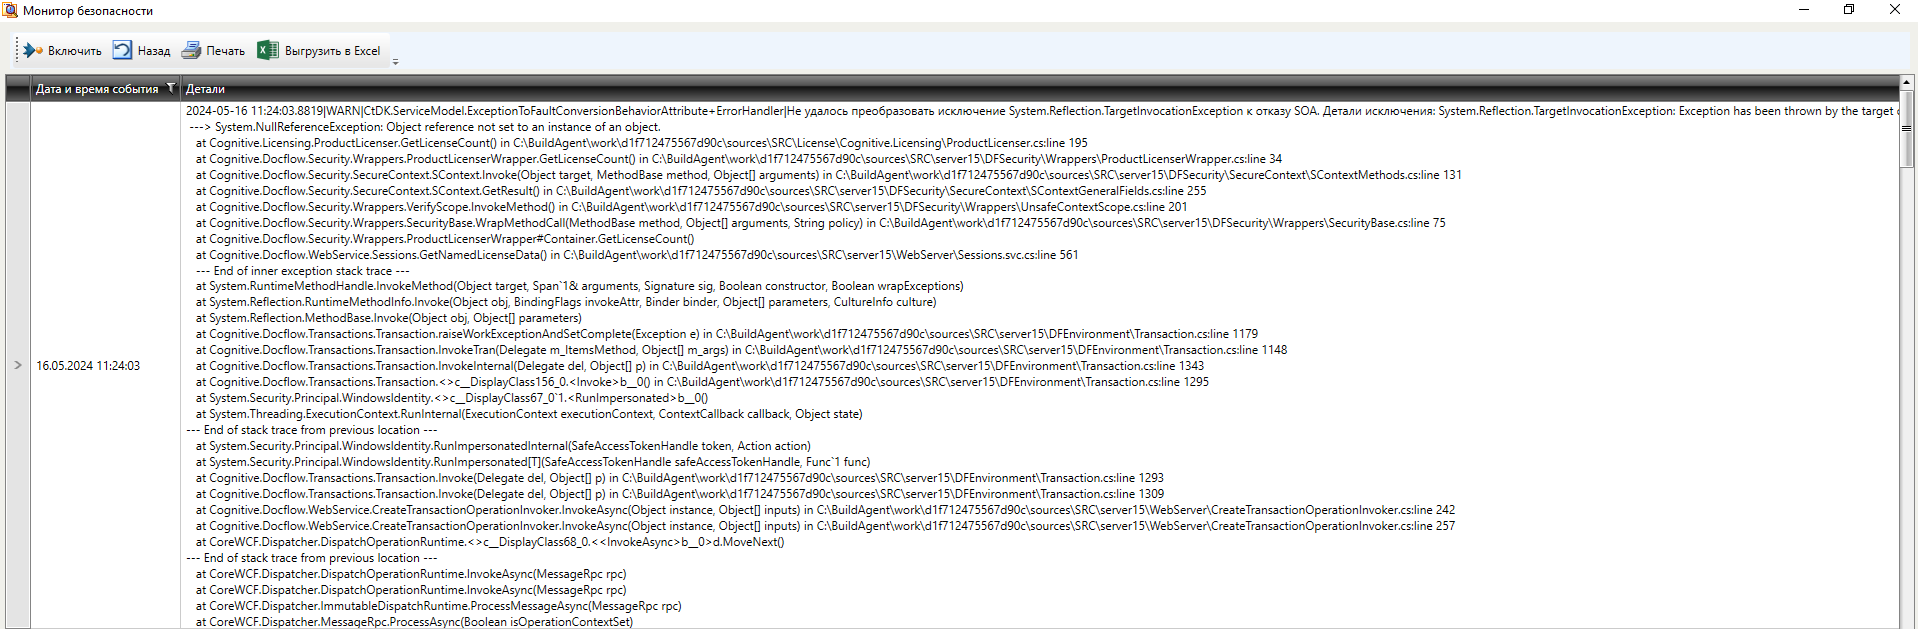 Монитор безопасности
Включить Назад Печать Выгрузить в Excel
Дата и время события Детали
2024-05-16 11:24:03.8819|WARN|CtDK.ServiceModel.ExceptionToFaultConversionBehaviorAttribute+ErrorHandler|Не удалось преобразовать исключение System.Reflection.TargetInvocationException к отказу SOA. Детали исключения: System.Reflection.TargetInvocationException: Exception has been thrown by the target
---> System.NullReferenceException: Object reference not set to an instance of an object.
at Cognitive.Licensing.ProductLicenser.GetLicenseCount() in C:\BuildAgent\work\d1f712475567d90c\sources\SRC\License\Cognitive.Licensing\ProductLicenser.cs:line 195
at Cognitive.Docflow.Security.Wrappers.ProductLicenserWrapper.GetLicenseCount() in C:\BuildAgent\work\d1f712475567d90c\sources\SRC\server15\DFSecurity\Wrappers\ProductLicenserWrapper.cs:line 34
at Cognitive.Docflow.Security.SecureContext.SContext.Invoke(Object target, MethodBase method, Object[] arguments) in C:\BuildAgent\work\d1f712475567d90c\sources\SRC\server15\DFSecurity\SecureContext\SContextMethods.cs:line 131
at Cognitive.Docflow.Security.SecureContext.SContext.GetResult() in C:\BuildAgent\work\d1f712475567d90c\sources\SRC\server15\DFSecurity\SecureContext\SContextGeneralFields.cs:line 255
at Cognitive.Docflow.Security.Wrappers.VerifyScope.InvokeMethod() in C:\BuildAgent\work\d1f712475567d90c\sources\SRC\server15\DFSecurity\Wrappers\UnsafeContextScope.cs:line 201
at Cognitive.Docflow.Security.Wrappers.SecurityBase.WrapMethodCall(MethodBase method, Object[] arguments, String policy) in C:\BuildAgent\work\d1f712475567d90c\sources\SRC\server15\DFSecurity\Wrappers\SecurityBase.cs:line 75
at Cognitive.Docflow.Security.Wrappers.ProductLicenserWrapper#Container.GetLicenseCount()
at Cognitive.Docflow.WebService.Sessions.GetNamedLicenseData() in C:\BuildAgent\work\d1f712475567d90c\sources\SRC\server15\WebServer\Sessions.svc.cs:line 561
--- End of inner exception stack trace ---
at System.RuntimeMethodHandle.InvokeMethod(Object target, Span`1& arguments, Signature sig, Boolean constructor, Boolean wrapExceptions)
at System.Reflection.RuntimeMethodInfo.Invoke(Object obj, BindingFlags invokeAttr, Binder binder, Object[] parameters, CultureInfo culture)
at System.Reflection.MethodBase.Invoke(Object obj, Object[] parameters)
at Cognitive.Docflow.Transactions.Transaction.raiseWorkExceptionAndSetComplete(Exception e) in C:\BuildAgent\work\d1f712475567d90c\sources\SRC\server15\DFEnvironment\Transaction.cs:line 1179
at Cognitive.Docflow.Transactions.Transaction.InvokeTran(Delegate m_ItemsMethod, Object[] m_args) in C:\BuildAgent\work\d1f712475567d90c\sources\SRC\server15\DFEnvironment\Transaction.cs:line 1148
16.05.2024 11:24:03 at Cognitive.Docflow.Transactions.Transaction.InvokeInternal(Delegate del, Object[] p) in C:\BuildAgent\work\d1f712475567d90c\sources\SRC\server15\DFEnvironment\Transaction.cs:line 1343
at Cognitive.Docflow.Transactions.Transaction.<>c__DisplayClass156_0.<Invoke>b__0() in C:\BuildAgent\work\d1f712475567d90c\sources\SRC\server15\DFEnvironment\Transaction.cs:line 1295
at System.Security.Principal.WindowsIdentity.<>c__DisplayClass67_0`1.<RunImpersonated>b__0()
at System.Threading.ExecutionContext.RunInternal(ExecutionContext executionContext, ContextCallback callback, Object state)
--- End of stack trace from previous location ---
at System.Security.Principal.WindowsIdentity.RunImpersonatedInternal(SafeAccessTokenHandle token, Action action)
at System.Security.Principal.WindowsIdentity.RunImpersonated[T](SafeAccessTokenHandle safeAccessTokenHandle, Func`1 func)
at Cognitive.Docflow.Transactions.Transaction.Invoke(Delegate del, Object[] p) in C:\BuildAgent\work\d1f712475567d90c\sources\SRC\server15\DFEnvironment\Transaction.cs:line 1293
at Cognitive.Docflow.Transactions.Transaction.Invoke(Delegate del, Object[] p) in C:\BuildAgent\work\d1f712475567d90c\sources\SRC\server15\DFEnvironment\Transaction.cs:line 1309
at Cognitive.Docflow.WebService.CreateTransactionOperationInvoker.InvokeAsync(Object instance, Object[] inputs) in C:\BuildAgent\work\d1f712475567d90c\sources\SRC\server15\WebServer\CreateTransactionOperationInvoker.cs:line 242
at Cognitive.Docflow.WebService.CreateTransactionOperationInvoker.InvokeAsync(Object instance, Object[] inputs) in C:\BuildAgent\work\d1f712475567d90c\sources\SRC\server15\WebServer\CreateTransactionOperationInvoker.cs:line 257
at CoreWCF.Dispatcher.DispatchOperationRuntime.<>c__DisplayClass68_0.<<InvokeAsync>b__0>d.MoveNext()
--- End of stack trace from previous location ---
at CoreWCF.Dispatcher.DispatchOperationRuntime.InvokeAsync(MessageRpc rpc)
at CoreWCF.Dispatcher.DispatchOperationRuntime.InvokeAsync(MessageRpc rpc)
at CoreWCF.Dispatcher.ImmutableDispatchRuntime.ProcessMessageAsync(MessageRpc rpc)
at CoreWCF.Dispatcher.MessageRpc.ProcessAsync(Boolean isOperationContextSet)